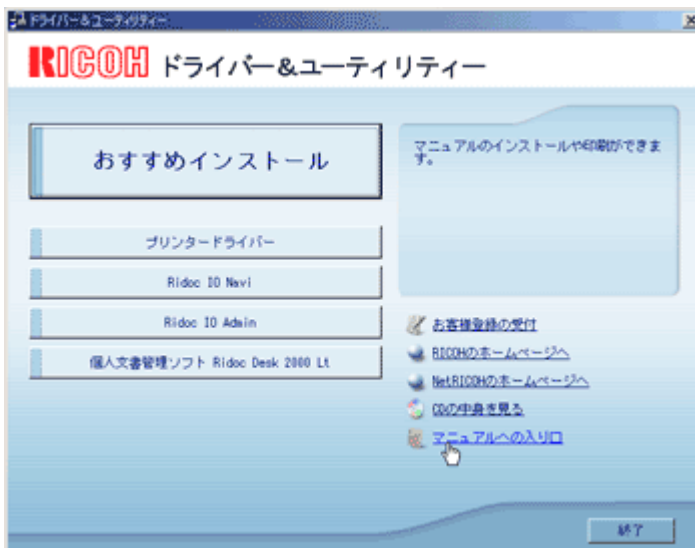 ドライバー&ユーティリティー
RICOH ドライバー&ユーティリティー
おすすめインストール
プリンタードライバー
Ridoc IO Navi
Ridoc IO Admin
個人文書管理ソフト Ridoc Desk 2000 Lt
マニュアルのインストールや印刷ができま
す。
お客様登録の受付
RICOHのホームページへ
NetRICOHのホームページへ
CDの中身を見る
マニュアルへの入り口
終了